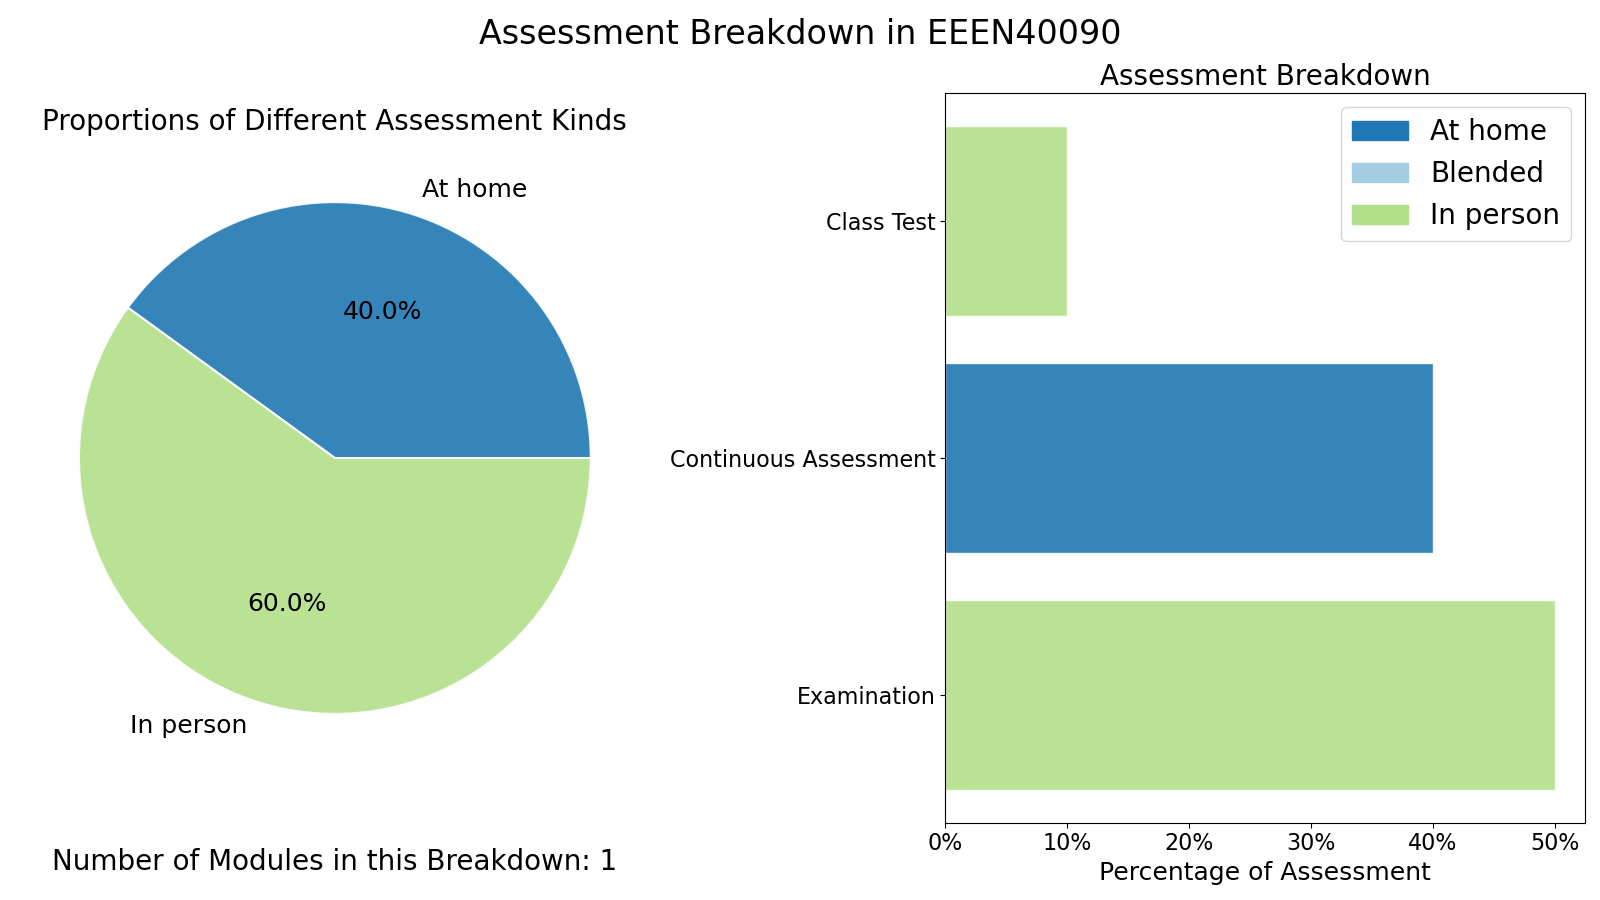 Assessment Breakdown in EEEN40090
Proportions of Different Assessment Kinds
At home
40.0%
60.0%
In person
Number of Modules in this Breakdown: 1
Assessment Breakdown
At home
Blended
In person
Class Test
Continuous Assessment
Examination
0% 10% 20% 30% 40% 50%
Percentage of Assessment